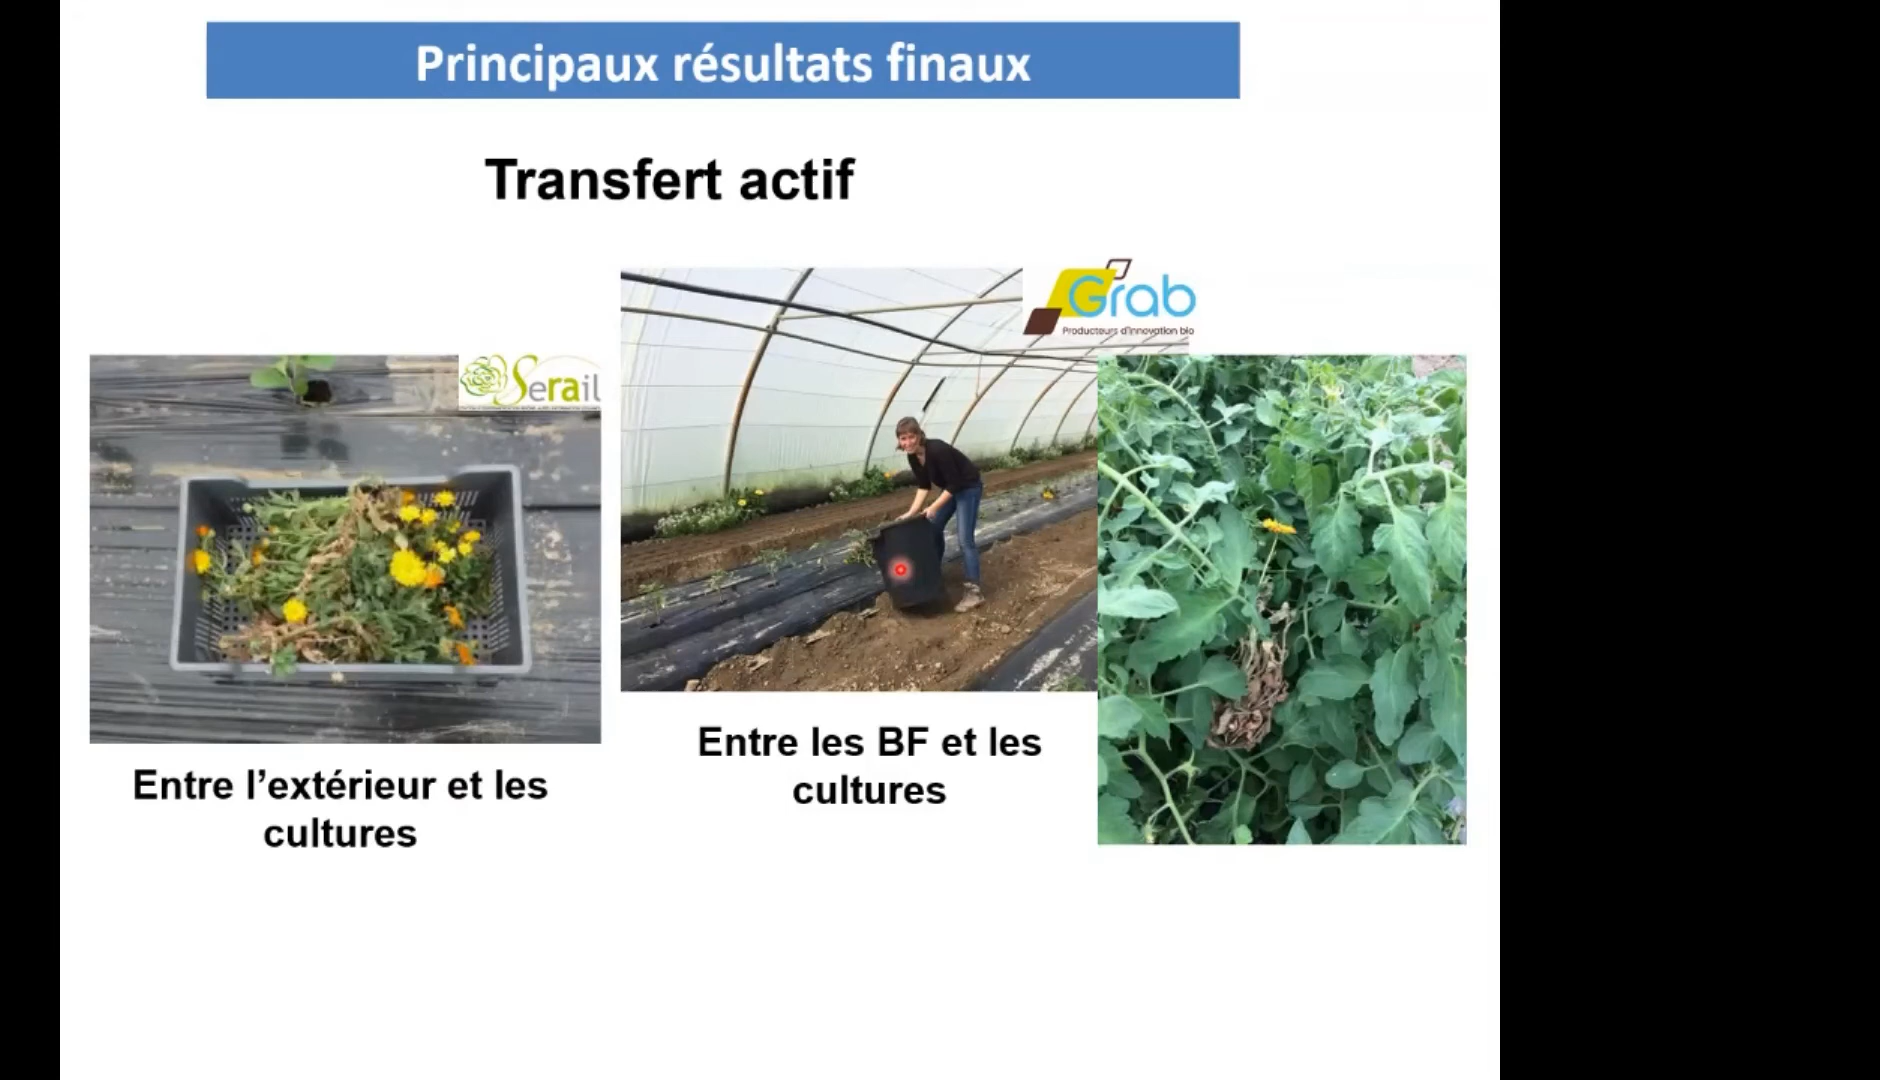 Principaux résultats finaux
Transfert actif
Grab
Producteurs d'innovation bio
Serail
Entre l’extérieur et les
cultures
Entre les BF et les
cultures